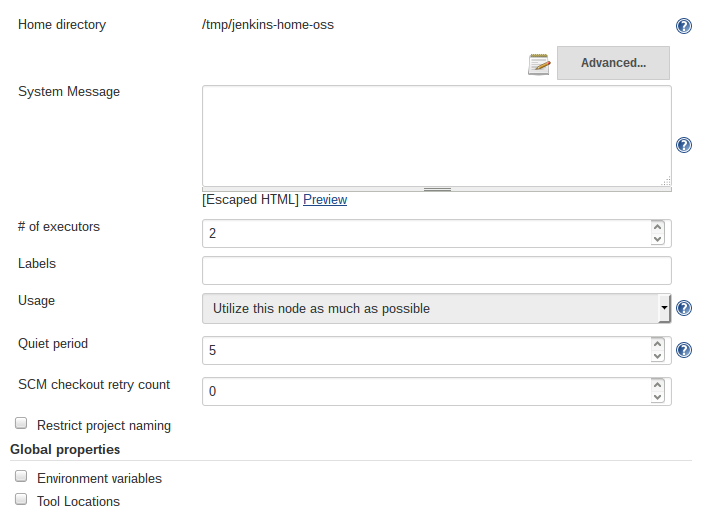 Home directory /tmp/jenkins-home-oss
Advanced...
System Message
[Escaped HTML] Preview
# of executors 2
Labels
Usage Utilize this node as much as possible
Quiet period 5
SCM checkout retry count 0
Restrict project naming
Global properties
Environment variables
Tool Locations